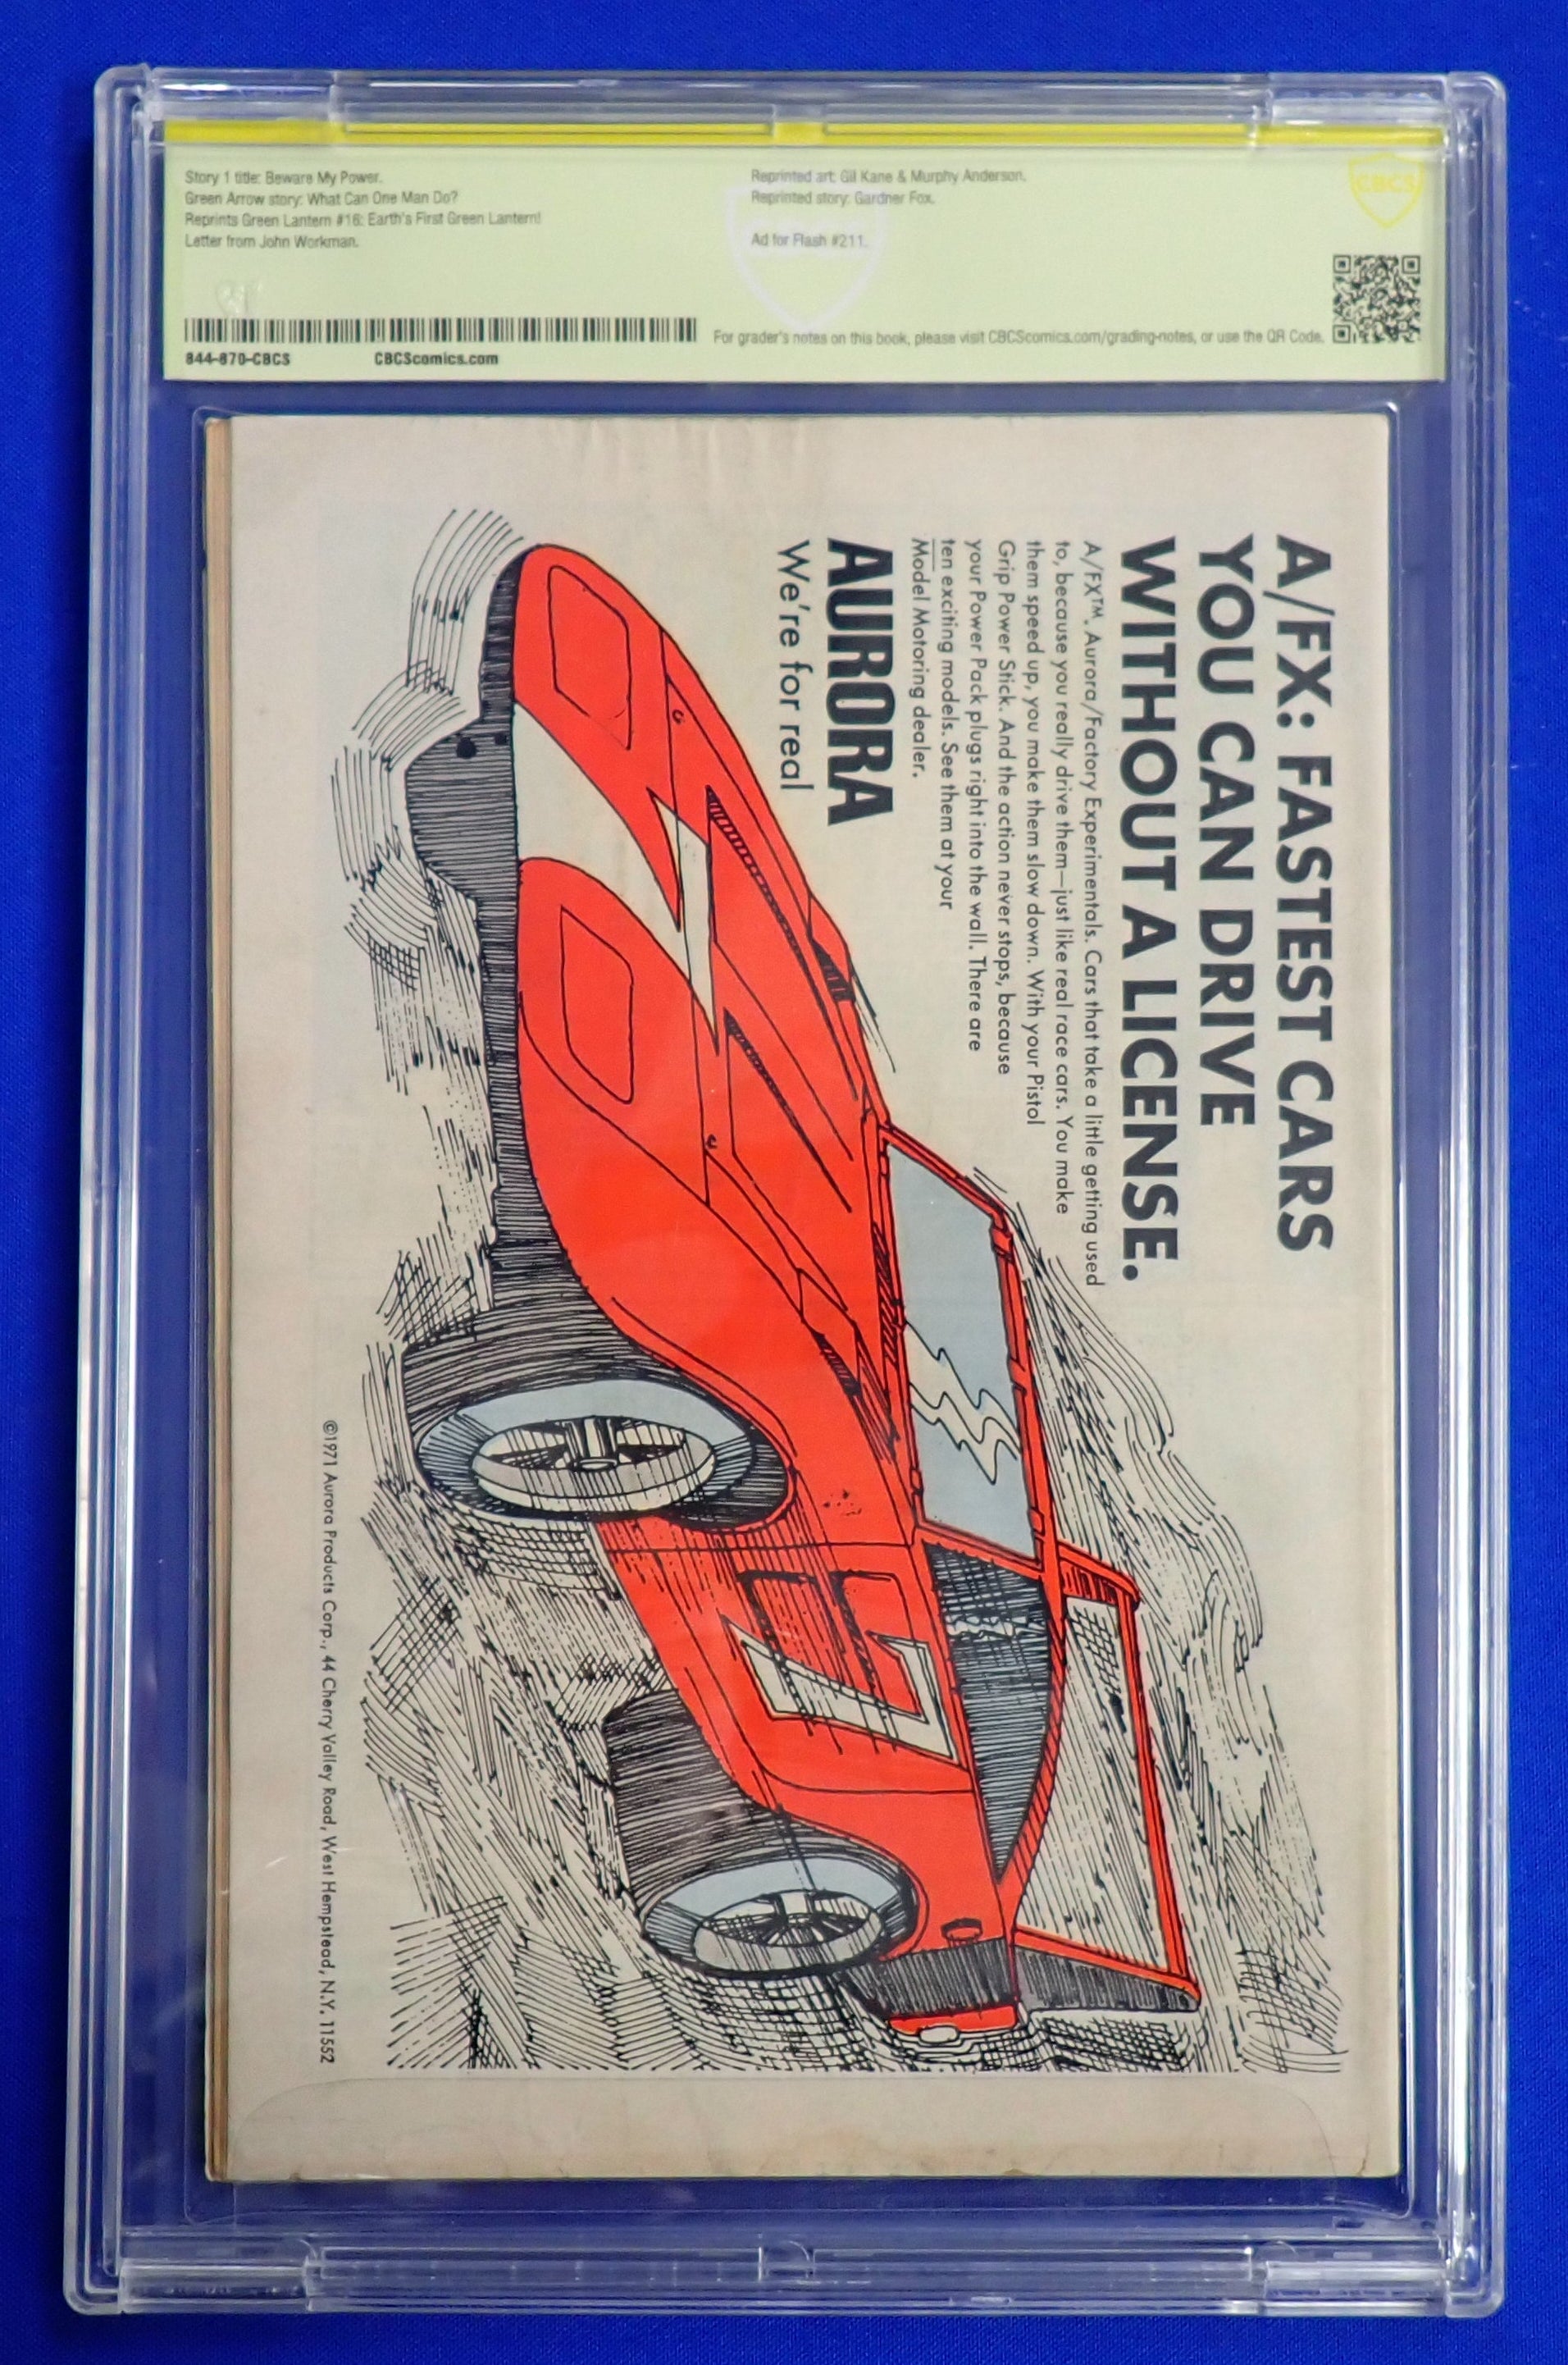 Story 1 title: Beware My Power.
Green Arrow story: What Can One Man Do?
Reprints Green Lantern #16: Earth's First Green Lantern!
Letter from John Workman.
Reprinted art: Gil Kane & Murphy Anderson.
Reprinted story: Gardner Fox.
Ad for Flash #211.
CBCS
844-870-CBCS
CBCScomics.com
For grader's notes on this book, please visit CBCScomics.com/grading-notes, or use the QR Code.
A/FX: FASTEST CARS
YOU CAN DRIVE
WITHOUT A LICENSE.
A/FX™. Aurora/Factory Experimentals. Cars that take a little getting used
to, because you really drive them—just like real race cars. You make
them speed up, you make them slow down. With your Pistol
Grip Power Stick. And the action never stops, because
your Power Pack plugs right into the wall. There are
ten exciting models. See them at your
Model Motoring dealer.
AURORA
We're for real
7
©1971 Aurora Products Corp., 44 Cherry Valley Road, West Hempstead, N.Y. 11552